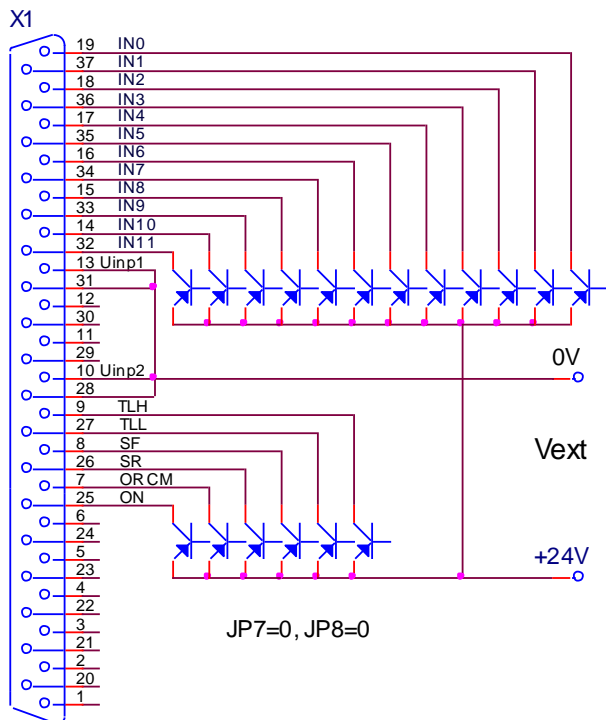 X1
19 IN0
37 IN1
18 IN2
36 IN3
17 IN4
35 IN5
16 IN6
34 IN7
15 IN8
33 IN9
14 IN10
32 IN11
13 Uinp1
31
12
30
11
29
0V
10 Uinp2
28
9 TLH
27 TLL
8 SF
Vext
26 SR
7 ORCM
25 ON
6
24
5
+24V
23
4
22
3
JP7=0, JP8=0
21
2
20
1